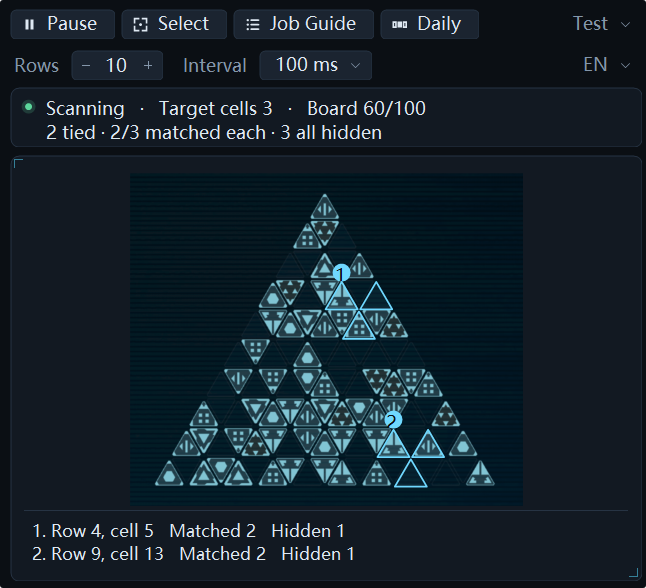 Pause Select Job Guide Daily Test
Rows − 10 + Interval 100 ms EN
Scanning · Target cells 3 · Board 60/100
2 tied · 2/3 matched each · 3 all hidden
1
2
1. Row 4, cell 5 Matched 2 Hidden 1
2. Row 9, cell 13 Matched 2 Hidden 1